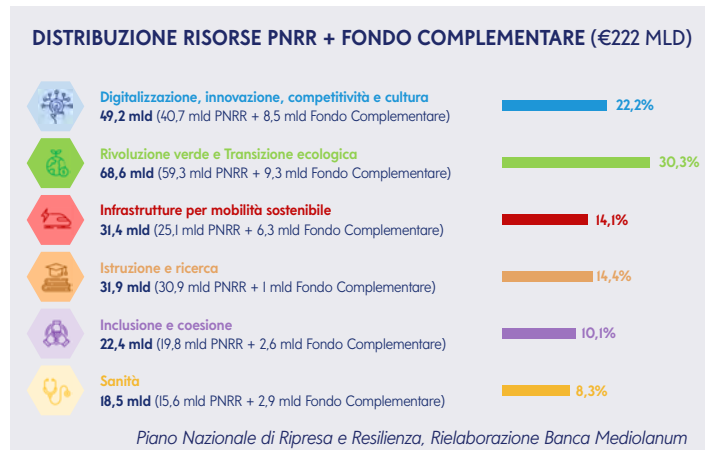 DISTRIBUZIONE RISORSE PNRR + FONDO COMPLEMENTARE (€222 MLD)
Digitalizzazione, innovazione, competitività e cultura
49,2 mld (40,7 mld PNRR + 8,5 mld Fondo Complementare)
22,2%
Rivoluzione verde e Transizione ecologica
68,6 mld (59,3 mld PNRR + 9,3 mld Fondo Complementare)
30,3%
Infrastrutture per mobilità sostenibile
31,4 mld (25,1 mld PNRR + 6,3 mld Fondo Complementare)
14,1%
Istruzione e ricerca
31,9 mld (30,9 mld PNRR + 1 mld Fondo Complementare)
14,4%
Inclusione e coesione
22,4 mld (19,8 mld PNRR + 2,6 mld Fondo Complementare)
10,1%
Sanità
18,5 mld (15,6 mld PNRR + 2,9 mld Fondo Complementare)
8,3%
Piano Nazionale di Ripresa e Resilienza, Rielaborazione Banca Mediolanum